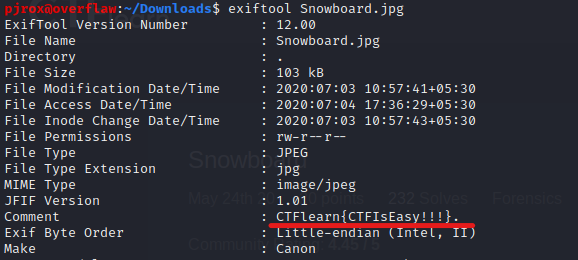 pjrox@overflaw:~/Downloads$ exiftool Snowboard.jpg
ExifTool Version Number : 12.00
File Name : Snowboard.jpg
Directory : .
File Size : 103 kB
File Modification Date/Time : 2020:07:03 10:57:41+05:30
File Access Date/Time : 2020:07:04 17:36:29+05:30
File Inode Change Date/Time : 2020:07:03 10:57:43+05:30
File Permissions : rw-r--r--
File Type : JPEG
File Type Extension : jpg
MIME Type : image/jpeg
JFIF Version : 1.01
Comment : CTFlearn{CTFIsEasy!!!}.
Exif Byte Order : Little-endian (Intel, II)
Make : Canon
Snowboard
May 24th
points
232 Solves
Forensics
Community